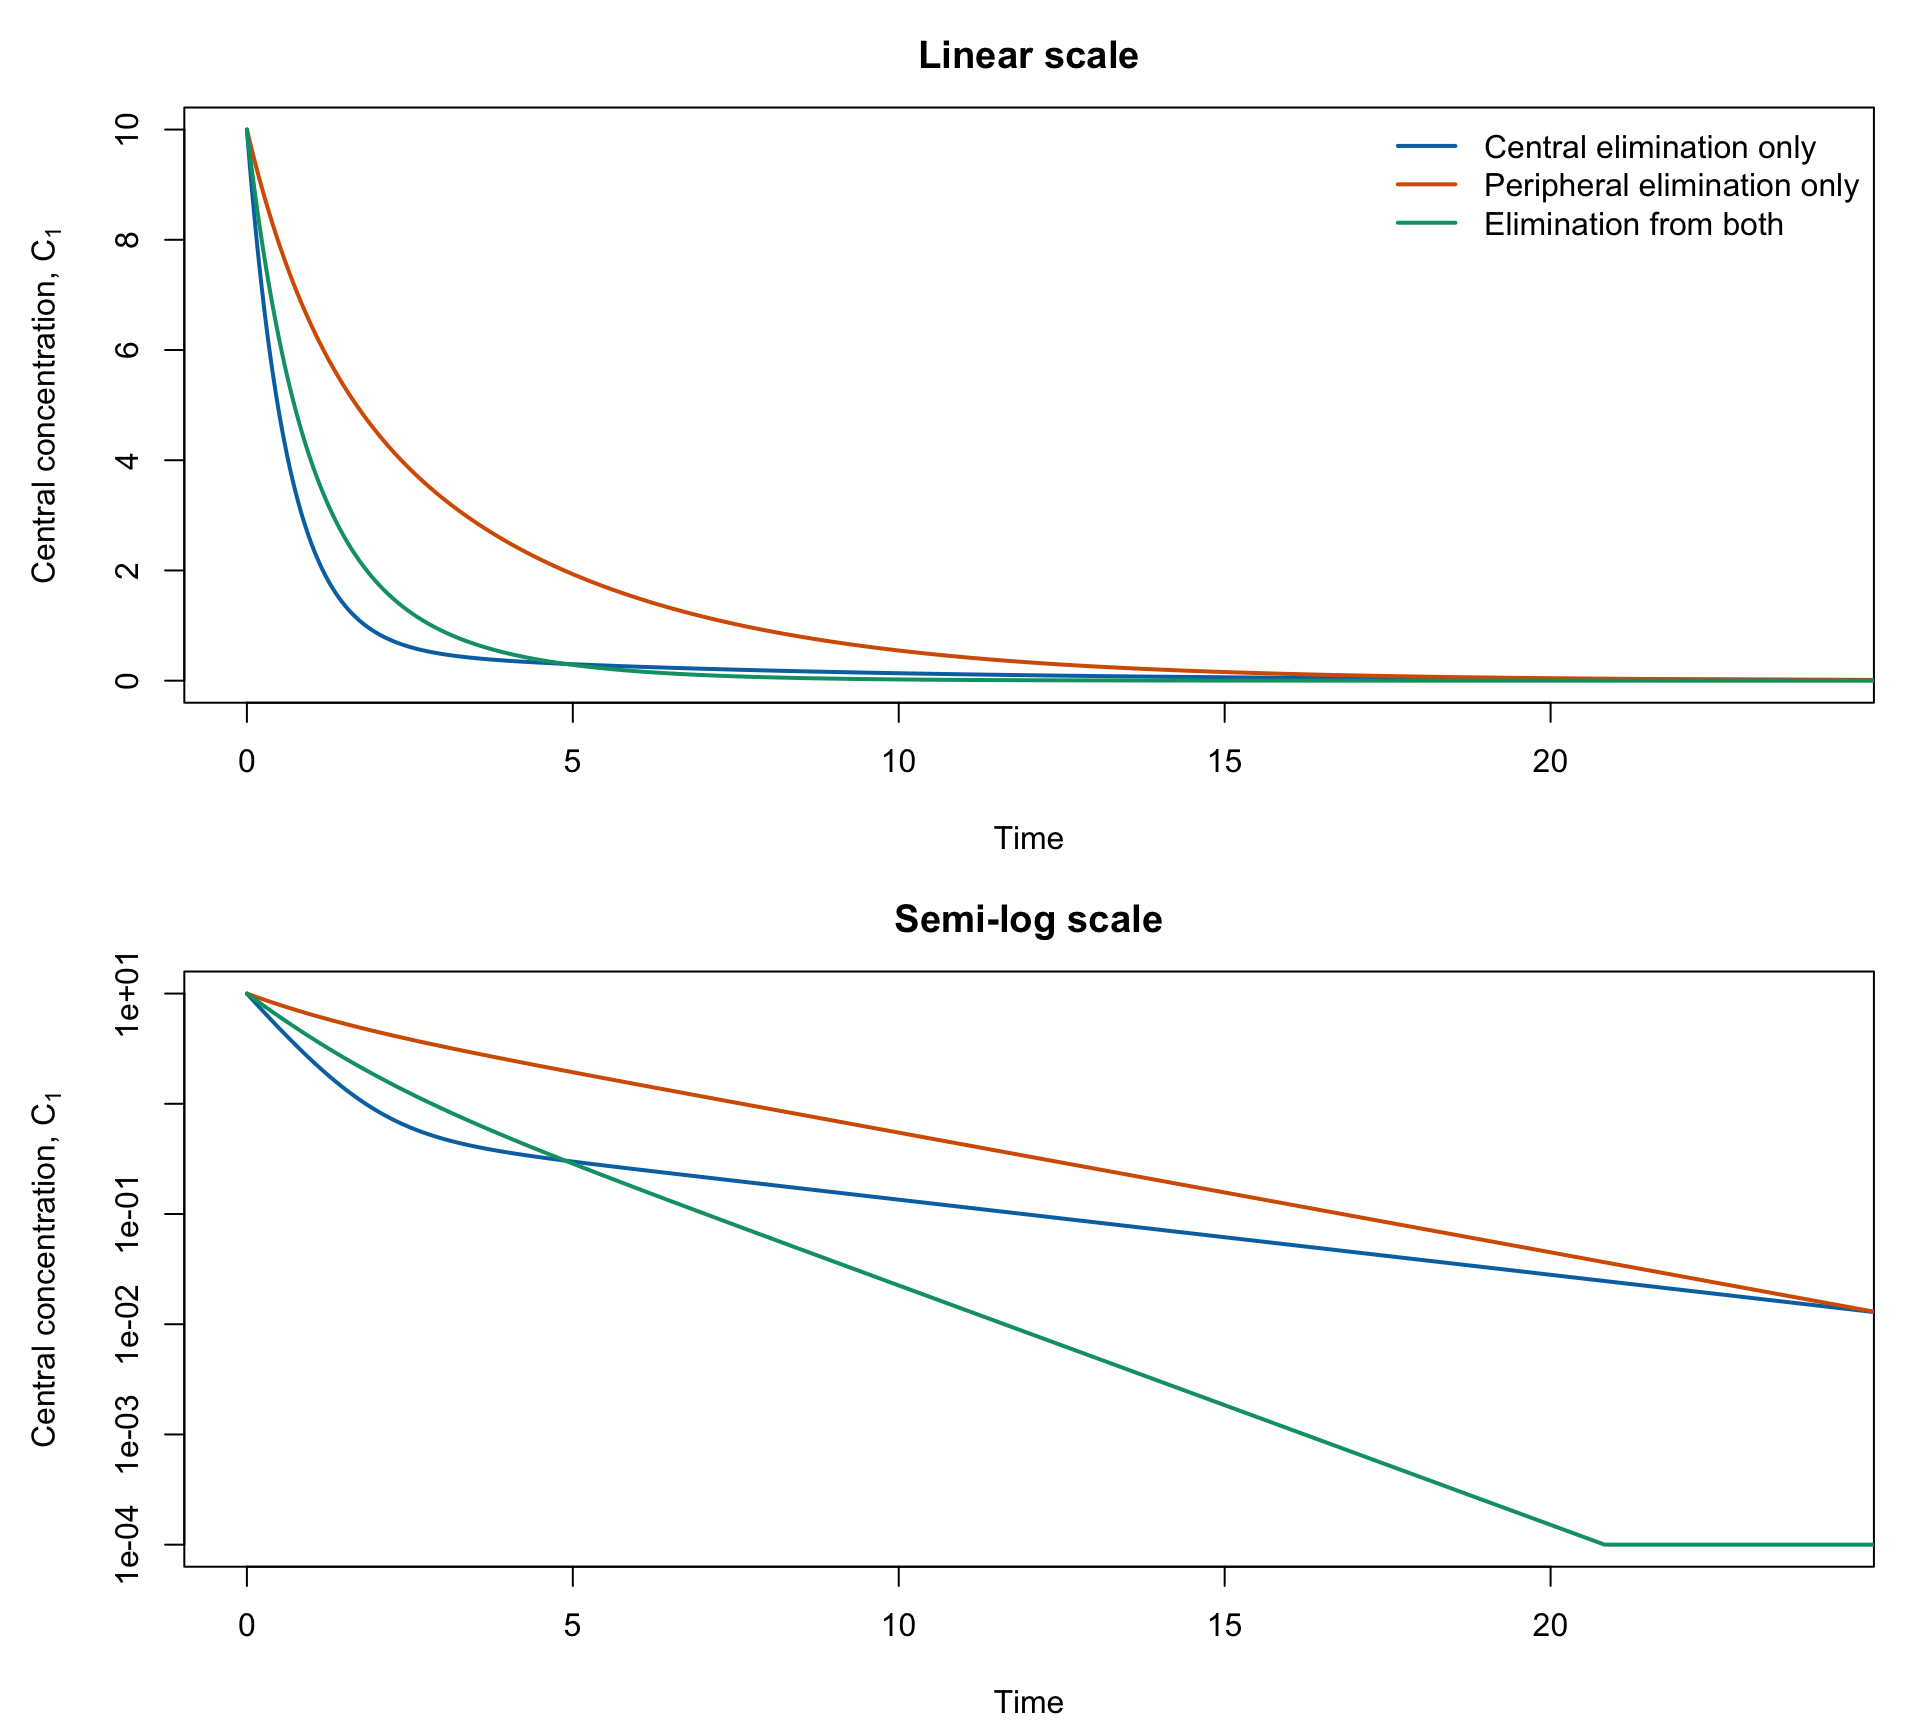 Linear scale
Central elimination only
Peripheral elimination only
Elimination from both
Central concentration, C₁
10
8
6
4
2
0
0 5 10 15 20
Time
Semi-log scale
Central concentration, C₁
1e+01
1e-01
1e-02
1e-03
1e-04
0 5 10 15 20
Time